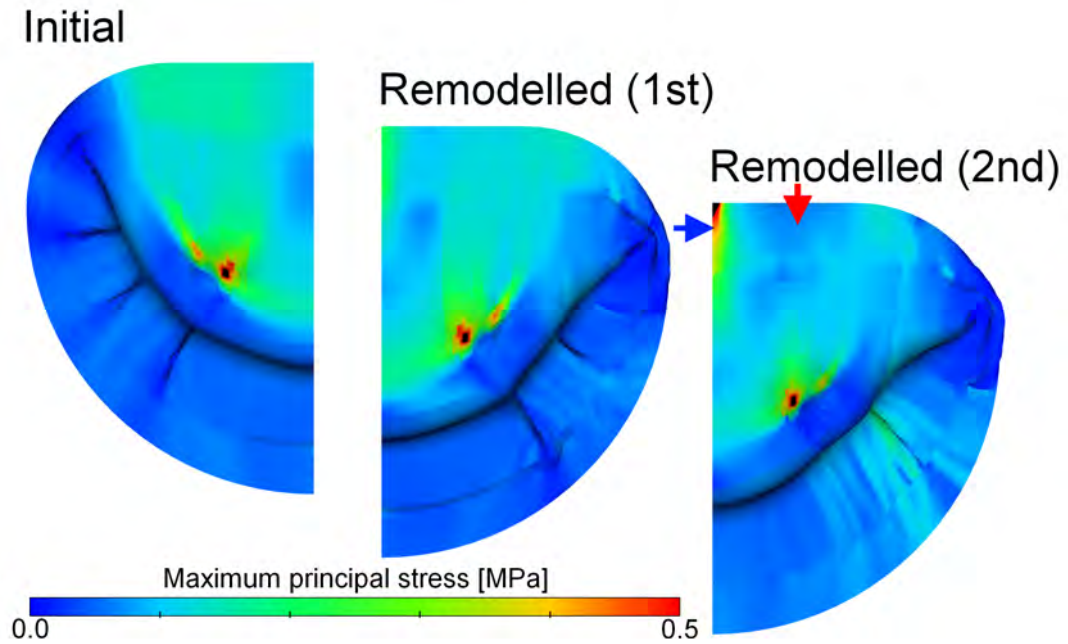 Initial
Remodelled (1st)
Remodelled (2nd)
Maximum principal stress [MPa]
0.0
0.5